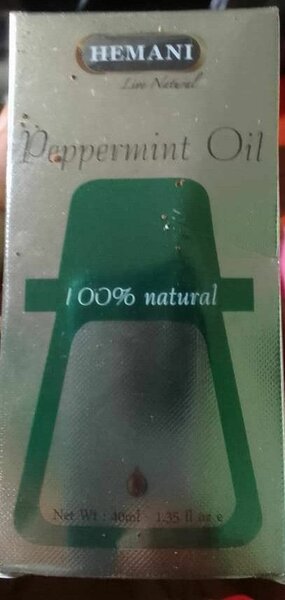 HEMANI
Live Natural
Peppermint Oil
100% natural
Net Wt : 40ml - 1.35 fl oz e